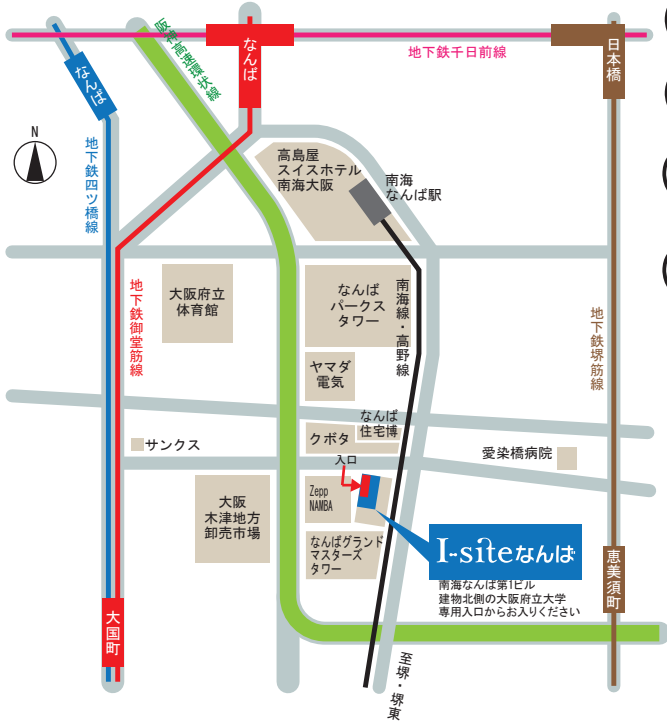 なんば
阪神高速環状線
なんば
地下鉄千日前線
日本橋
N
地下鉄四ツ橋線
高島屋
スイスホテル
南海大阪
南海
なんば駅
大阪府立
体育館
地下鉄御堂筋線
なんば
パークス
タワー
南海線・高野線
地下鉄堺筋線
ヤマダ
電気
なんば
住宅博
クボタ
サンクス
入口
愛染橋病院
大阪
木津地方
卸売市場
Zepp
NAMBA
なんばグランド
マスターズ
タワー
I-siteなんば
南海なんば第1ビル
建物北側の大阪府立大学
専用入口からお入りください
恵美須町
大国町
至堺・堺東